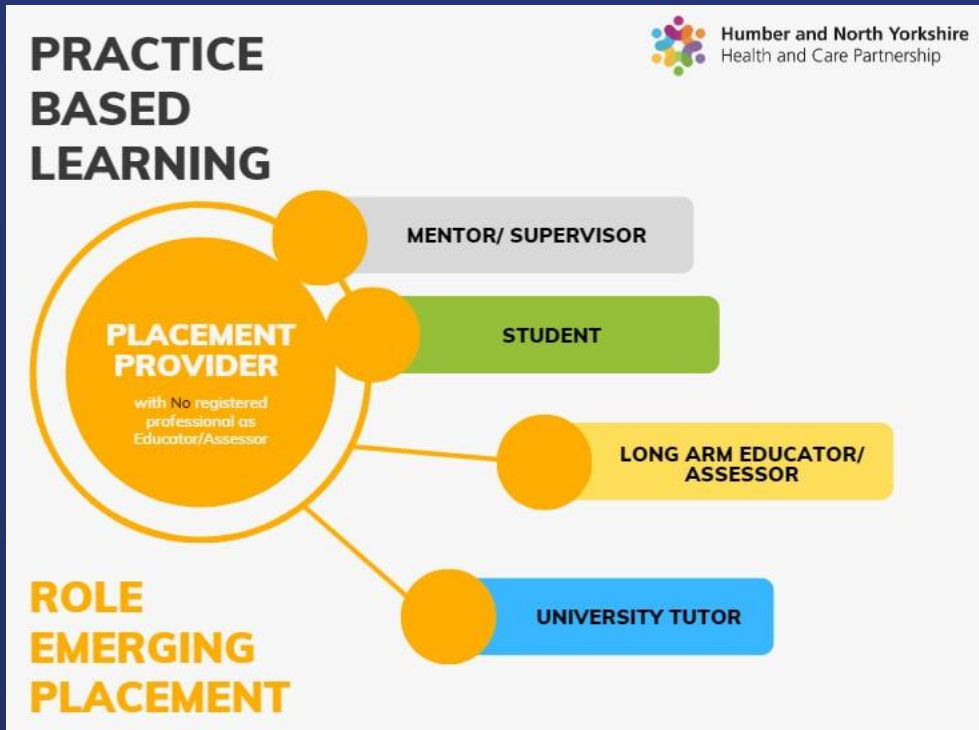 PRACTICE
BASED
LEARNING
Humber and North Yorkshire
Health and Care Partnership
MENTOR/ SUPERVISOR
STUDENT
PLACEMENT
PROVIDER
with No registered
professional as
Educator/Assessor
LONG ARM EDUCATOR/
ASSESSOR
UNIVERSITY TUTOR
ROLE
EMERGING
PLACEMENT